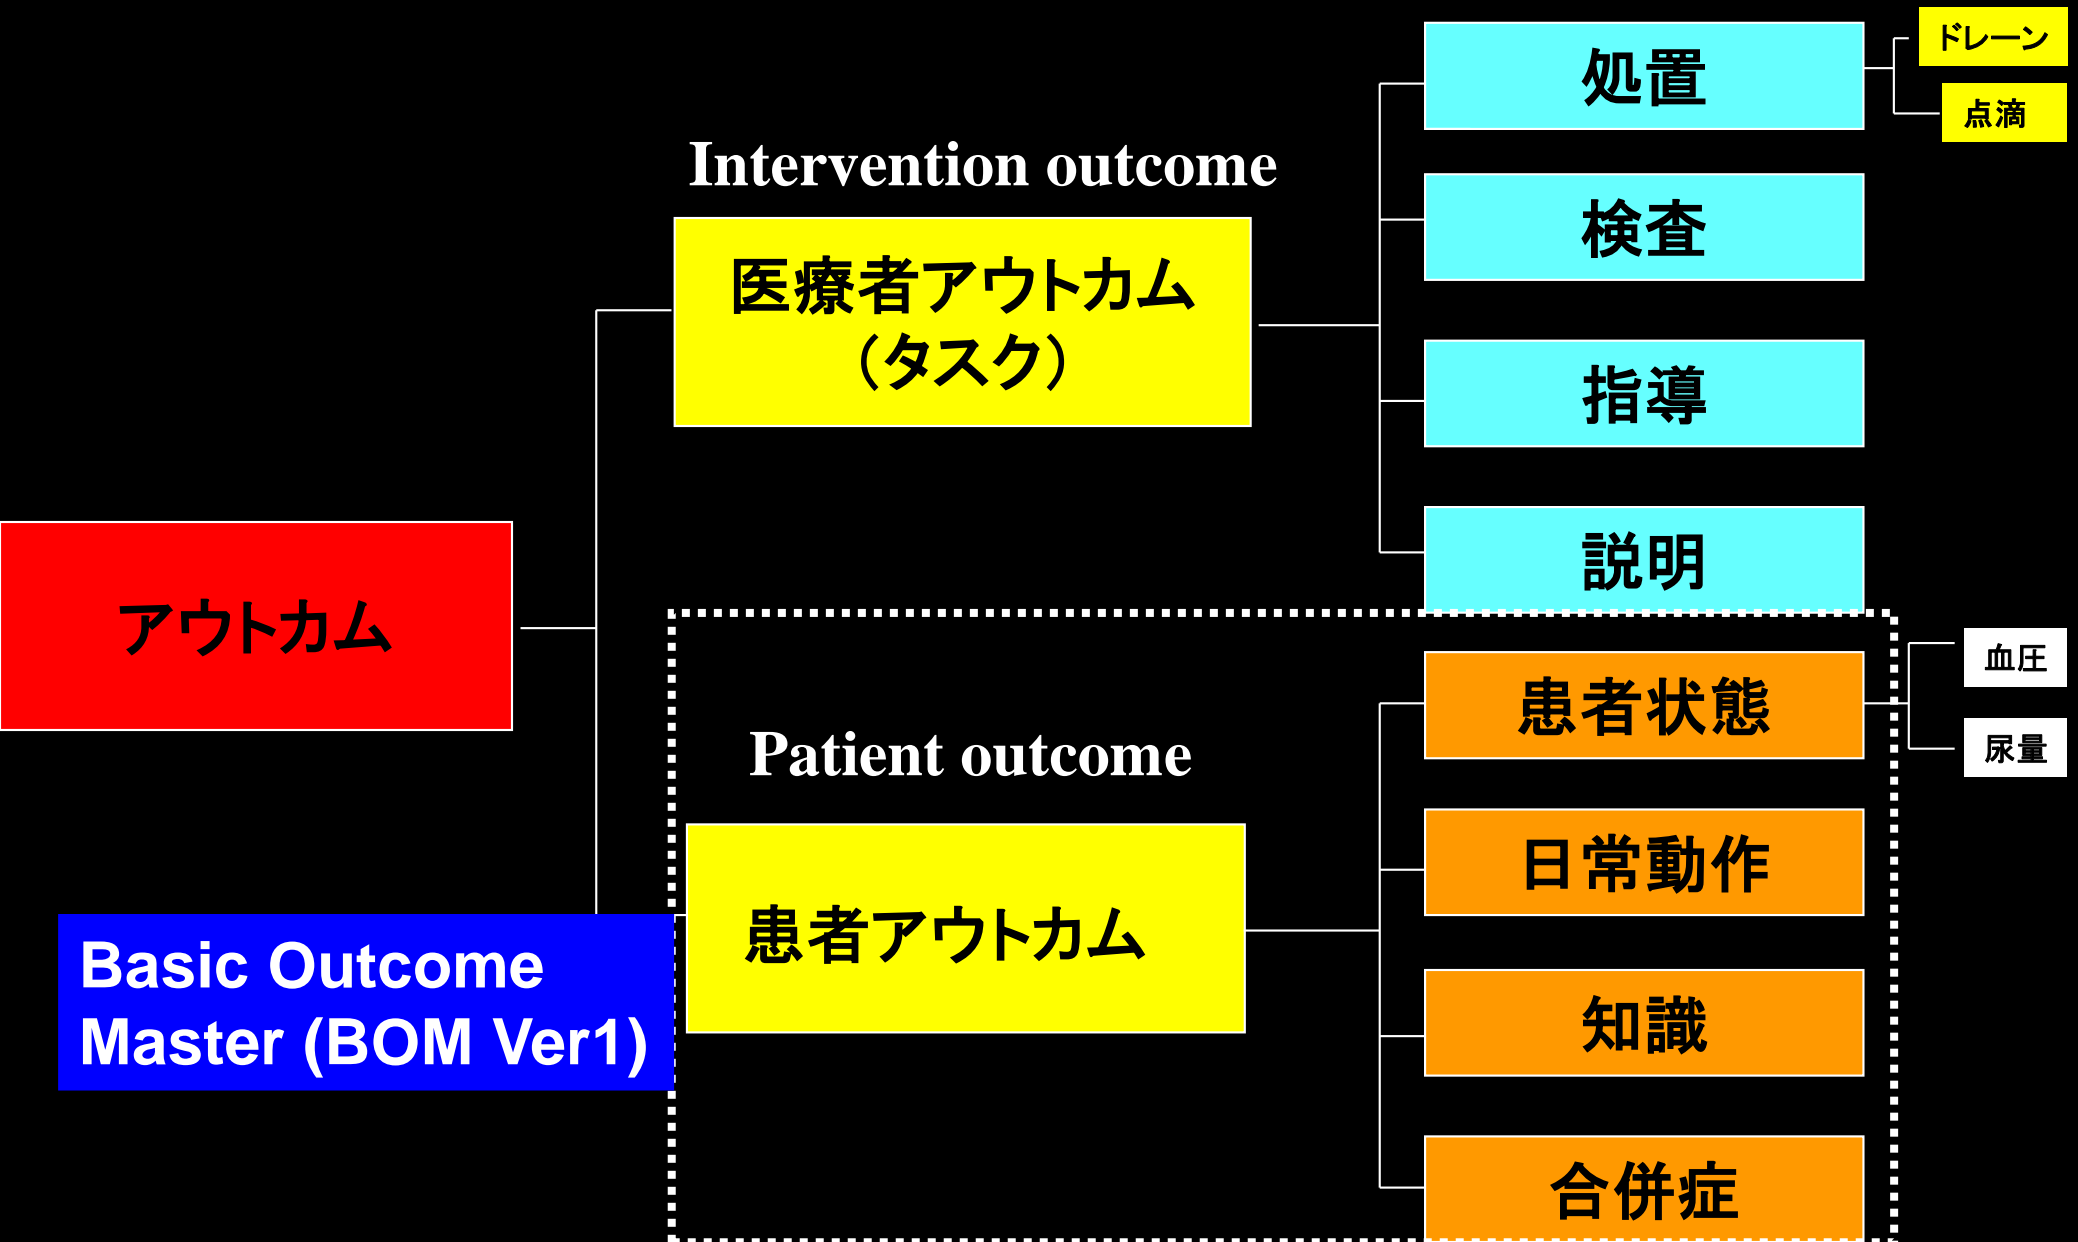 処置
ドレーン
点滴
Intervention outcome
検査
医療者アウトカム
（タスク）
指導
説明
アウトカム
患者状態
血圧
尿量
Patient outcome
日常動作
患者アウトカム
Basic Outcome
Master (BOM Ver1)
知識
合併症